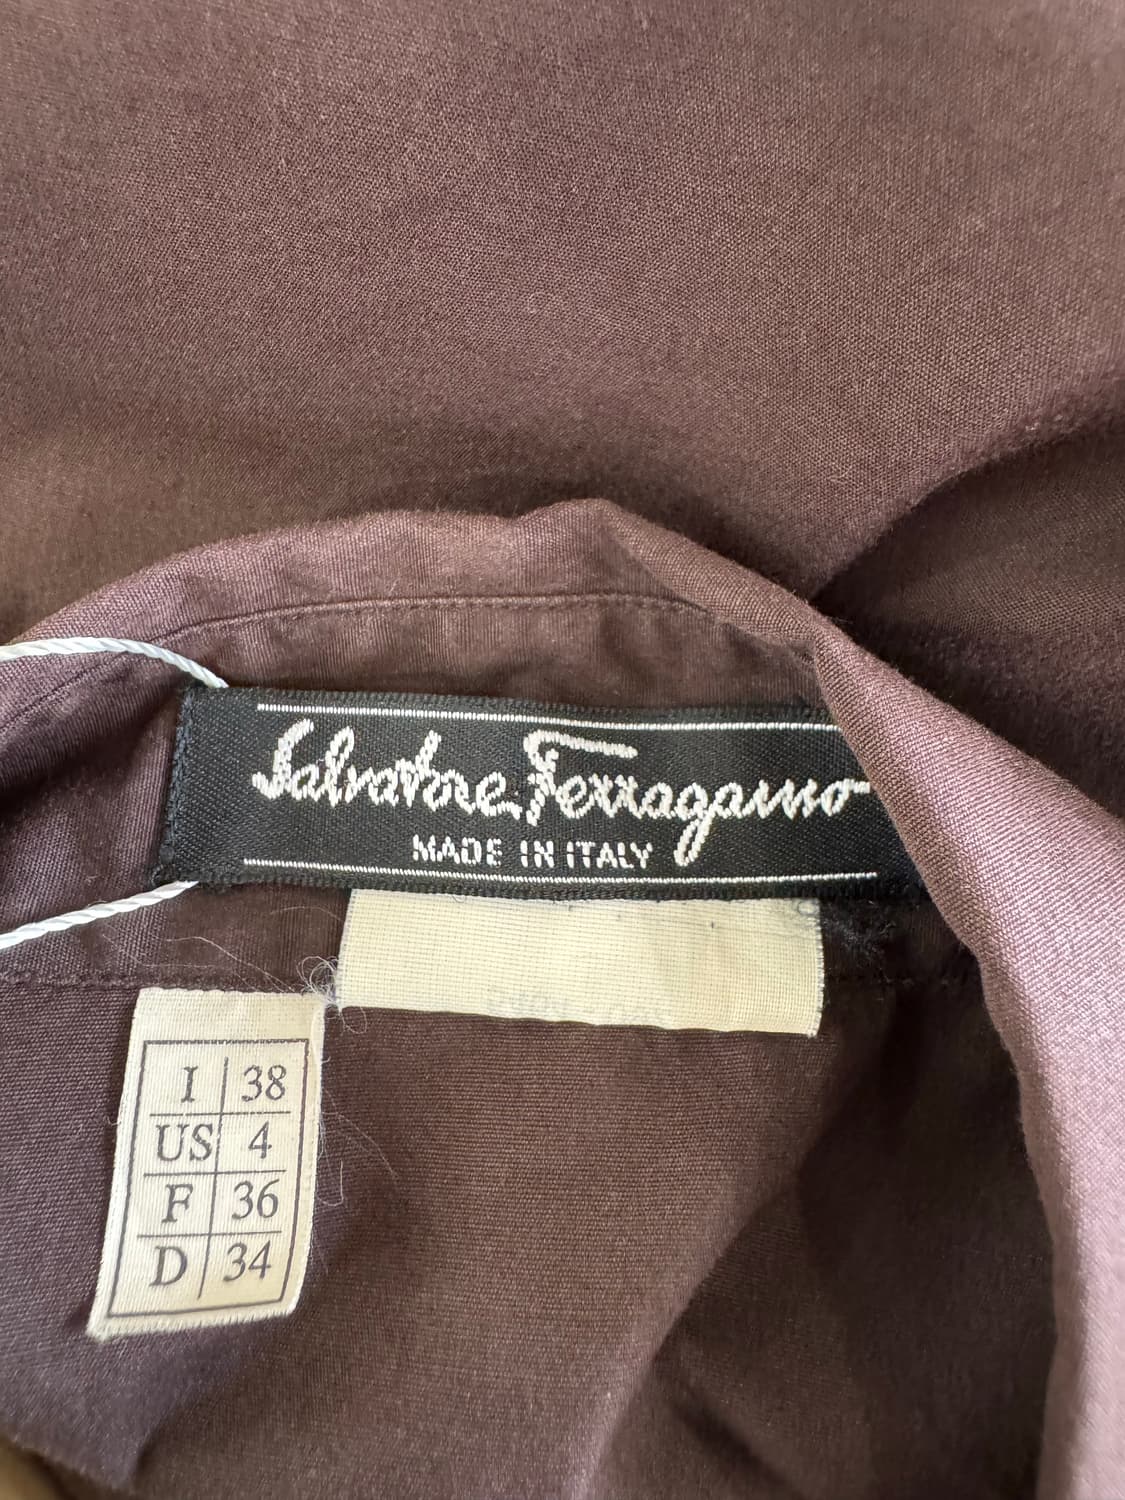 Salvatore Ferragamo
MADE IN ITALY
I 38
US 4
F 36
D 34